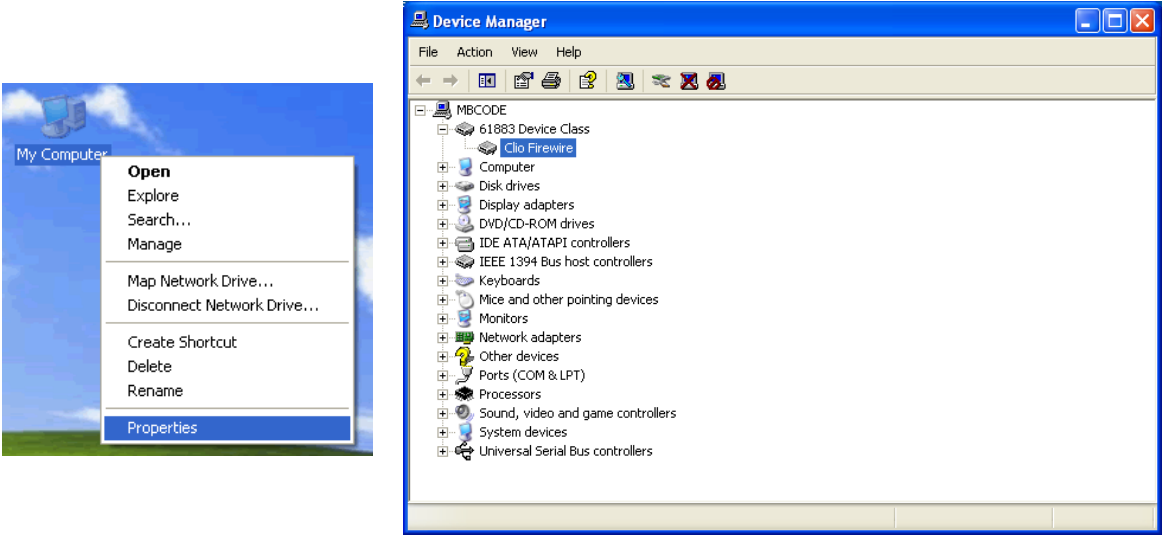 My Computer
Open
Explore
Search...
Manage
Map Network Drive...
Disconnect Network Drive...
Create Shortcut
Delete
Rename
Properties
Device Manager
File Action View Help
MBCODE
61883 Device Class
Clio Firewire
Computer
Disk drives
Display adapters
DVD/CD-ROM drives
IDE ATA/ATAPI controllers
IEEE 1394 Bus host controllers
Keyboards
Mice and other pointing devices
Monitors
Network adapters
Other devices
Ports (COM & LPT)
Processors
Sound, video and game controllers
System devices
Universal Serial Bus controllers